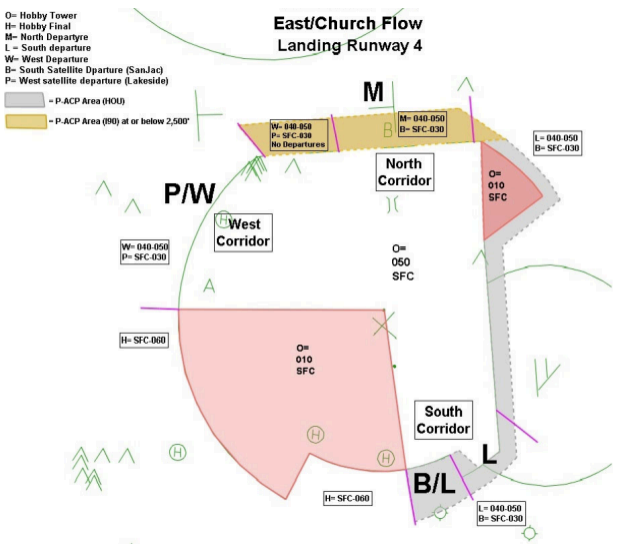 East/Church Flow
Landing Runway 4
O= Hobby Tower
H= Hobby Final
M= North Departyre
L = South departure
W= West Departure
B= South Satellite Dparture (SanJac)
P= West satellite departure (Lakeside)
= P-ACP Area (HOU)
= P-ACP Area (I90) at or below 2,500'
M
W= 040-050
P= SFC-030
No Departures
M= 040-050
B= SFC-030
B
L= 040-050
B= SFC-030
North
Corridor
O=
010
SFC
P/W
H
West
Corridor
W= 040-050
P= SFC-030
O=
050
SFC
A
H= SFC-060
O=
010
SFC
South
Corridor
H
H
H
L
B/L
H= SFC-060
L= 040-050
B= SFC-030